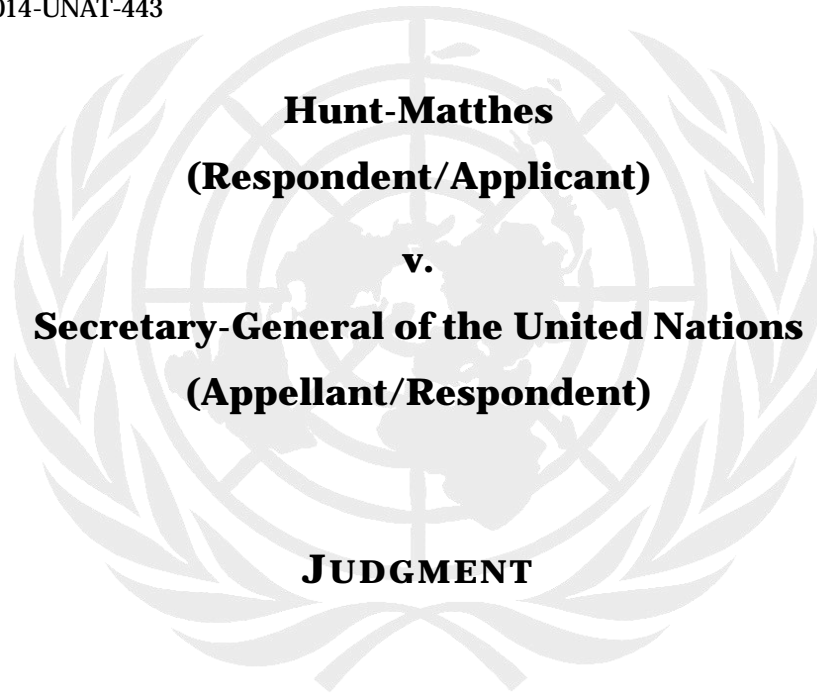 014-UNAT-443
Hunt-Matthes
(Respondent/Applicant)
v.
Secretary-General of the United Nations
(Appellant/Respondent)
JUDGMENT